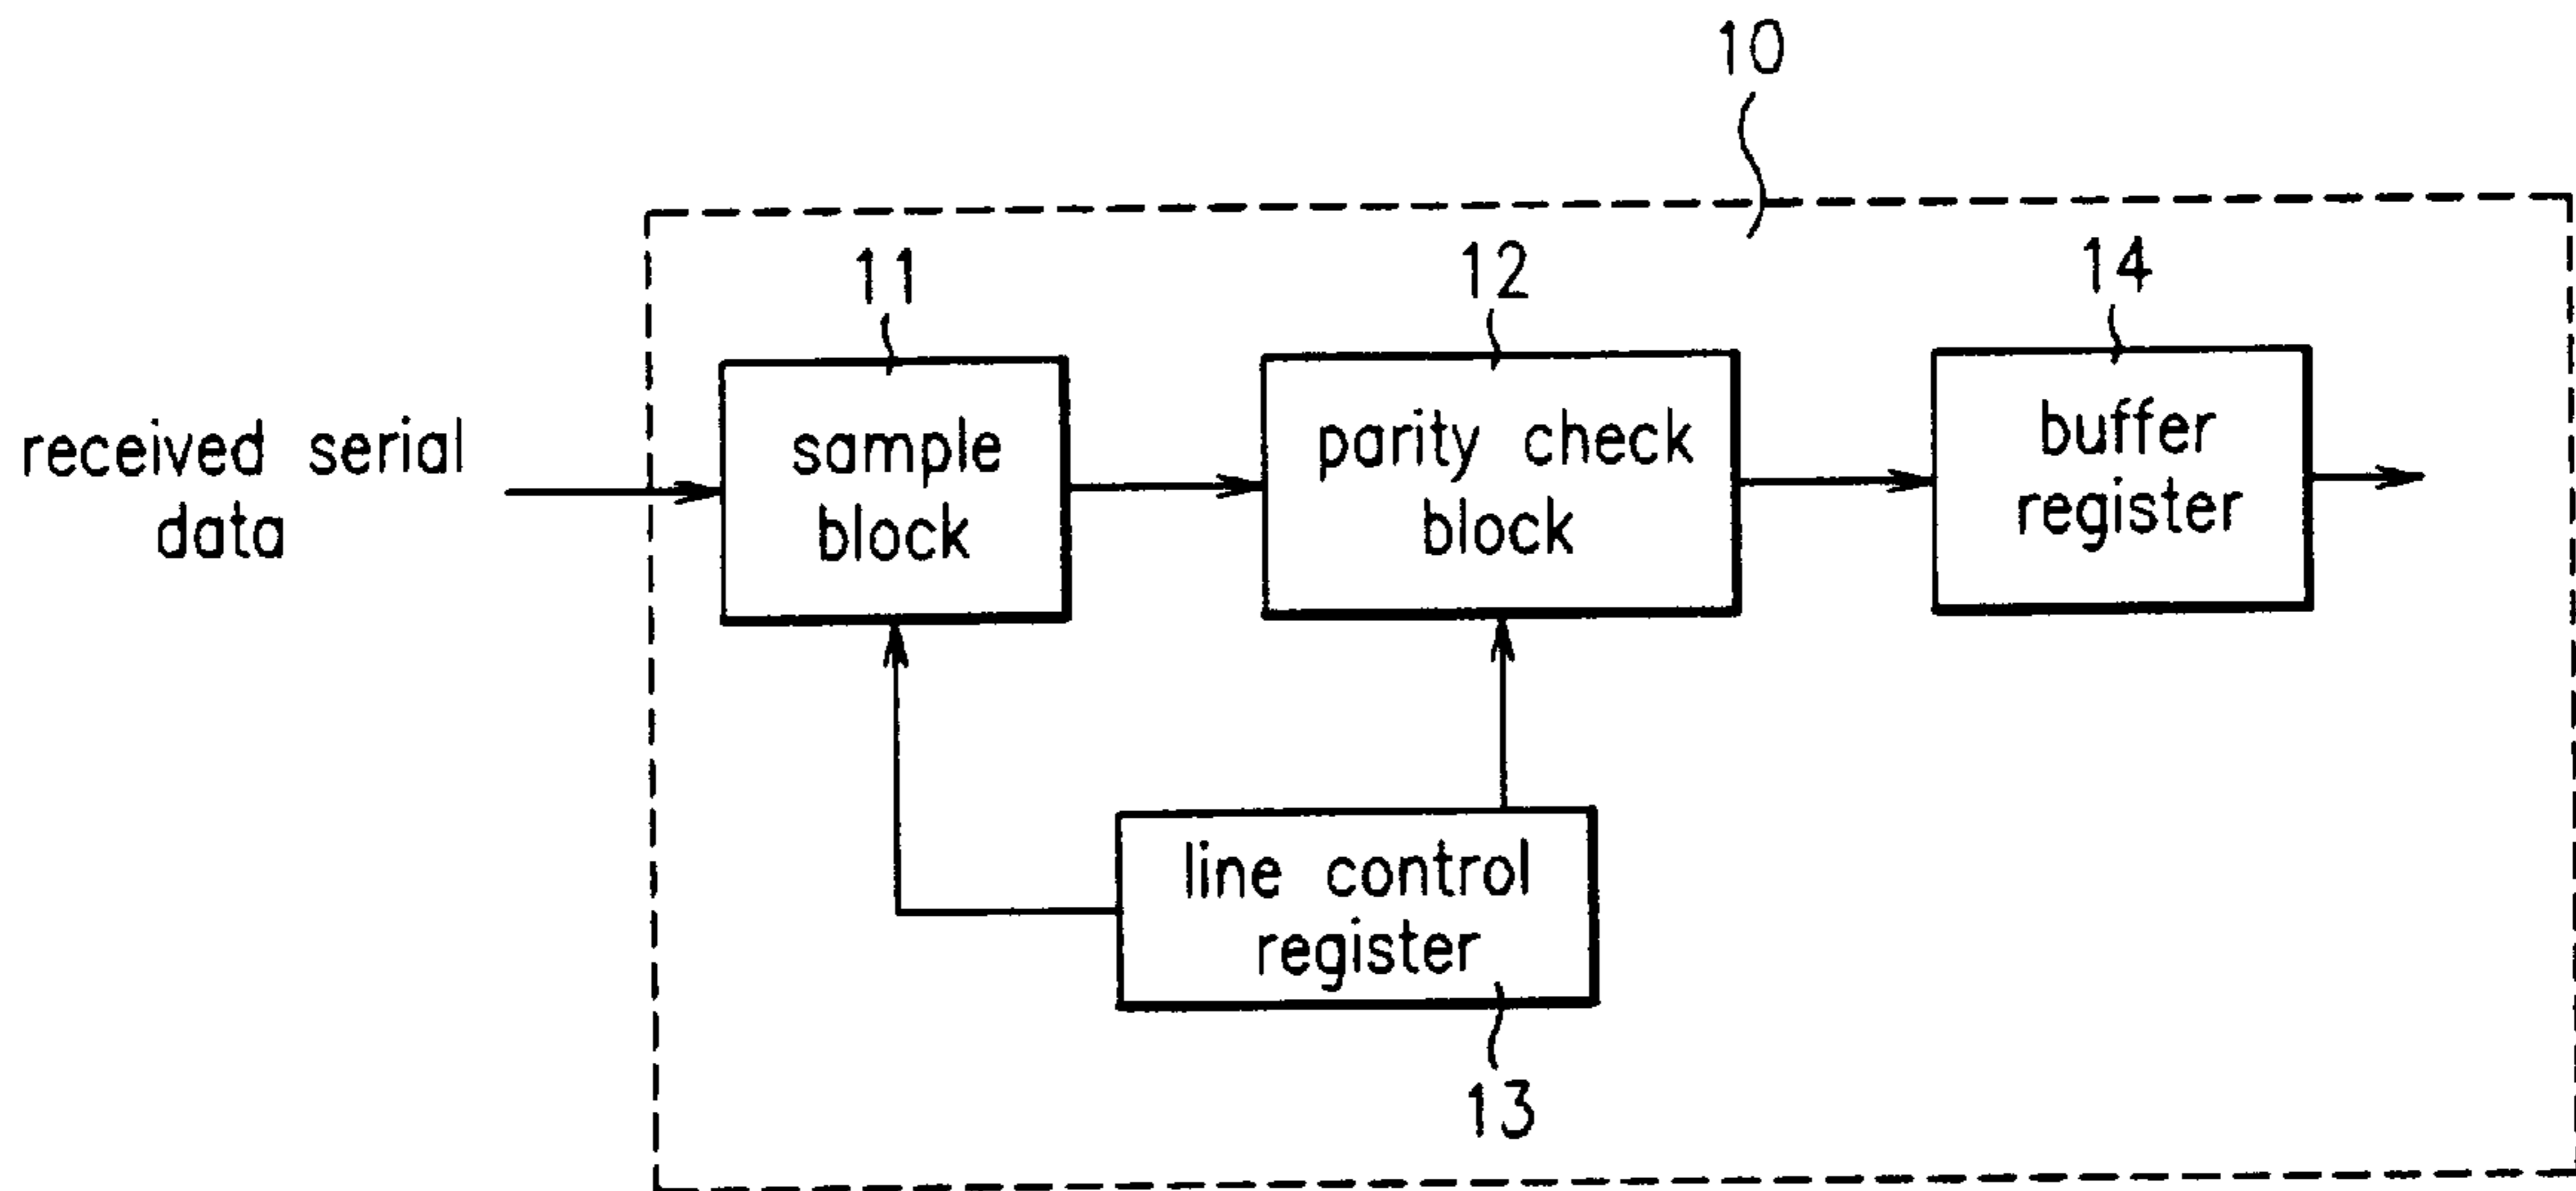 10
11
12
14
received serial
data
sample
block
parity check
block
buffer
register
line control
register
13